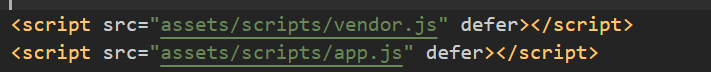 <script src="assets/scripts/vendor.js" defer></script>
<script src="assets/scripts/app.js" defer></script>